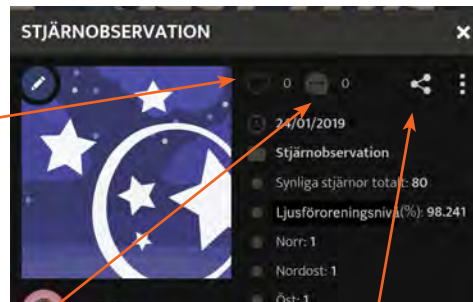 STJÄRNOBSERVATION
0 0
24/01/2019
Stjärnobservation
Synliga stjärnor totalt: 80
Ljusföroreningsnivå(%): 98.241
Norr: 1
Nordost: 1
Öst: 1